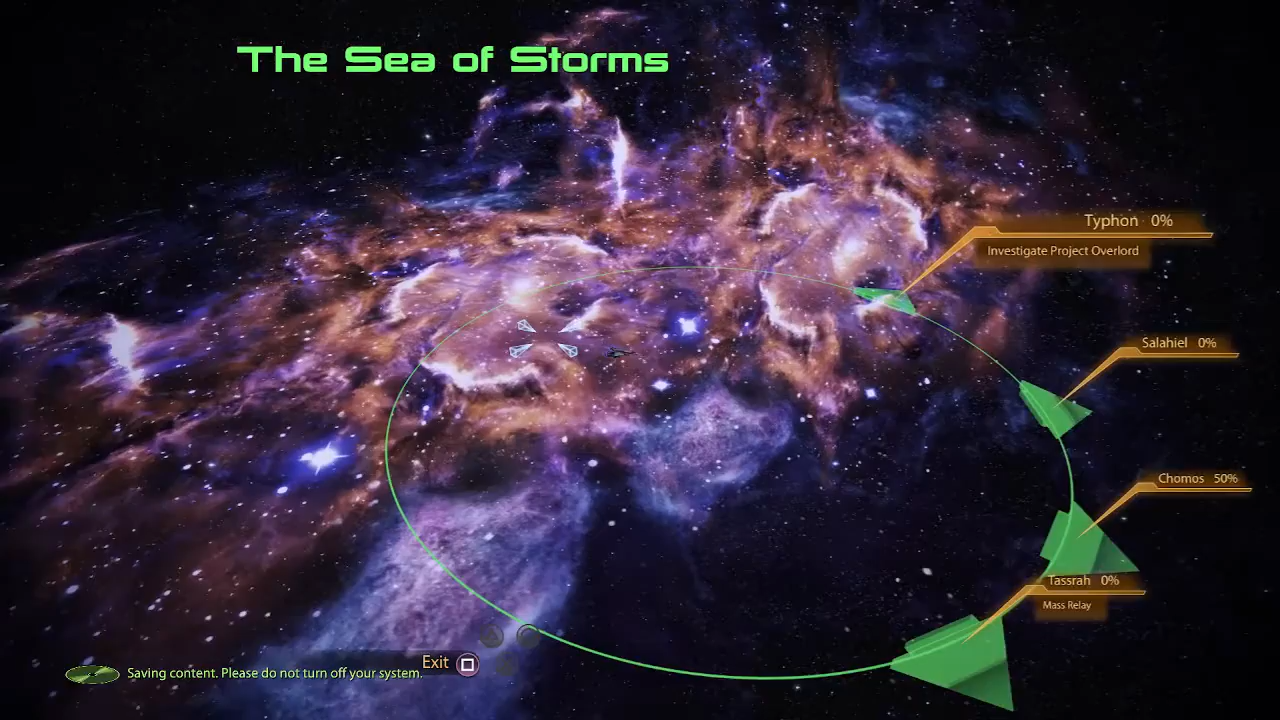 The Sea of Storms
Typhon 0%
Investigate Project Overlord
Salahiel 0%
Chomos 50%
Tassrah 0%
Mass Relay
Exit
Saving content. Please do not turn off your system.